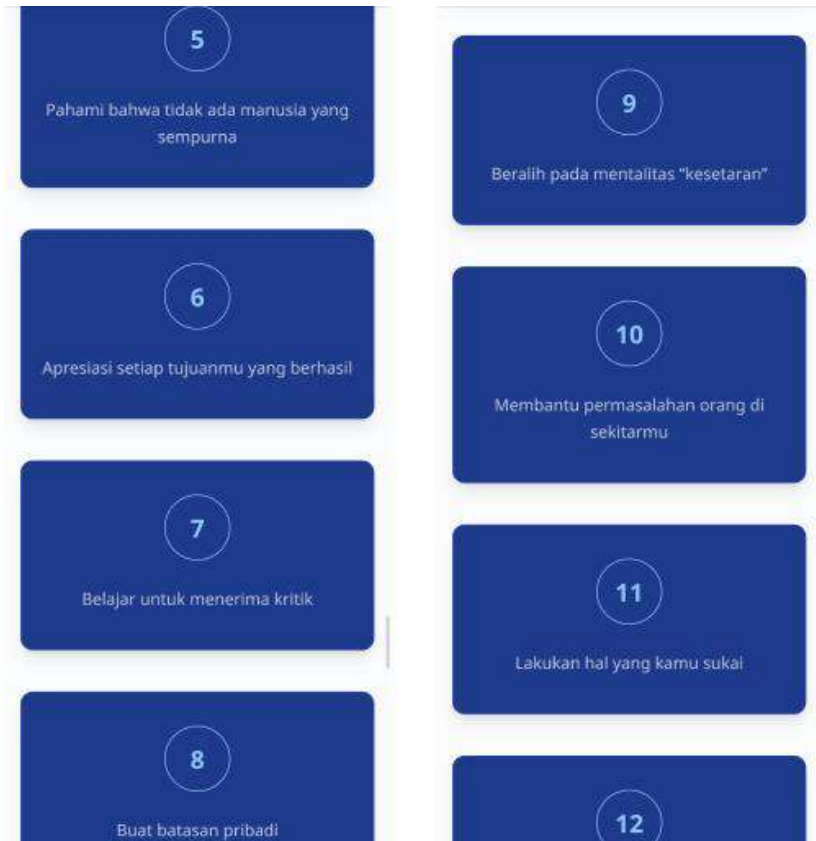 5
Pahami bahwa tidak ada manusia yang
sempurna
6
Apresiasi setiap tujuanmu yang berhasil
7
Belajar untuk menerima kritik
8
Buat batasan pribadi
9
Beralih pada mentalitas “kesetaran”
10
Membantu permasalahan orang di
sekitarmu
11
Lakukan hal yang kamu sukai
12